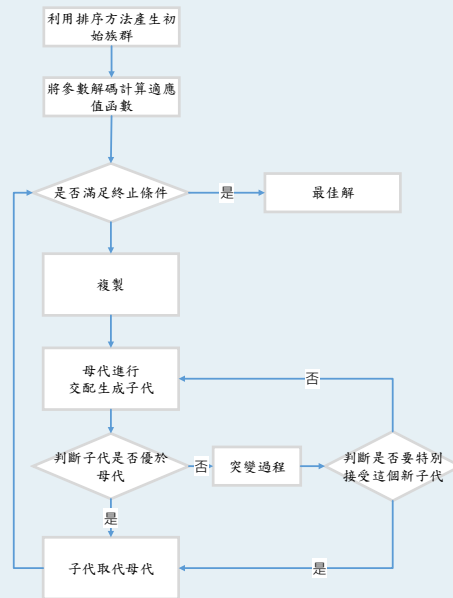 利用排序方法產生初
始族群
將參數解碼計算適應
值函數
是否滿足終止條件
是
最佳解
複製
母代進行
交配生成子代
否
判斷子代是否優於
母代
否
突變過程
判斷是否要特別
接受這個新子代
是
子代取代母代
是